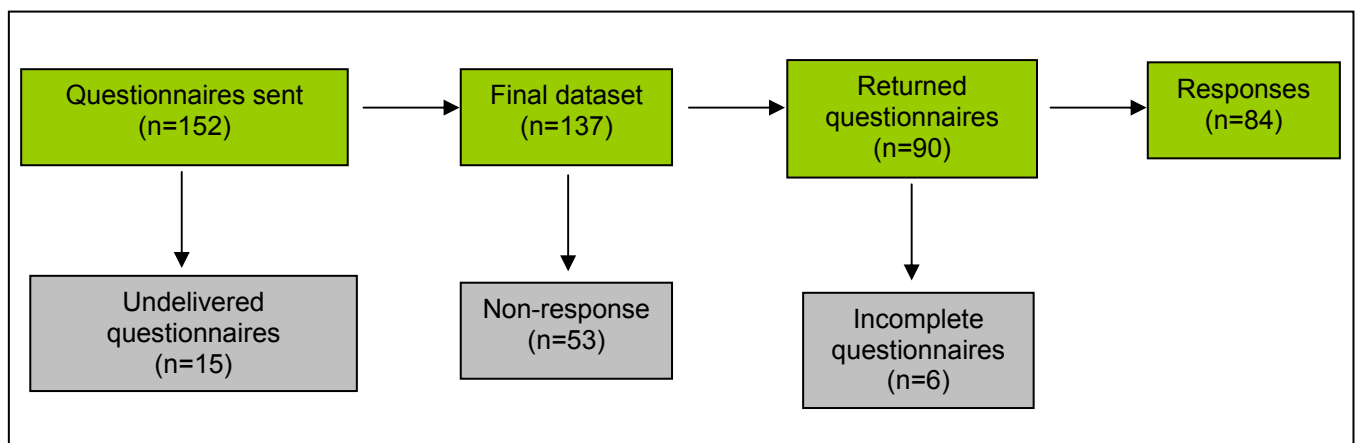 Questionnaires sent
(n=152)
Final dataset
(n=137)
Returned
questionnaires
(n=90)
Responses
(n=84)
Undelivered
questionnaires
(n=15)
Non-response
(n=53)
Incomplete
questionnaires
(n=6)